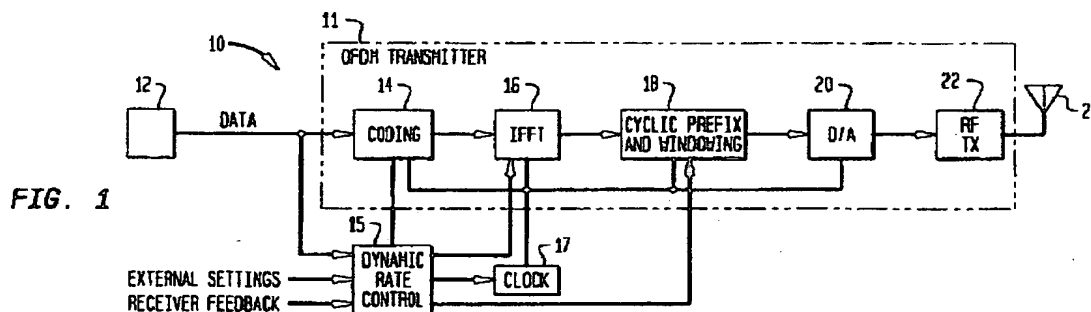 11
10
OFDM TRANSMITTER
12
14
16
18
20
22
2
DATA
CODING
IFFT
CYCLIC PREFIX
AND WINDOWING
D/A
RF
TX
FIG. 1
15
17
DYNAMIC
RATE
CONTROL
CLOCK
EXTERNAL SETTINGS
RECEIVER FEEDBACK